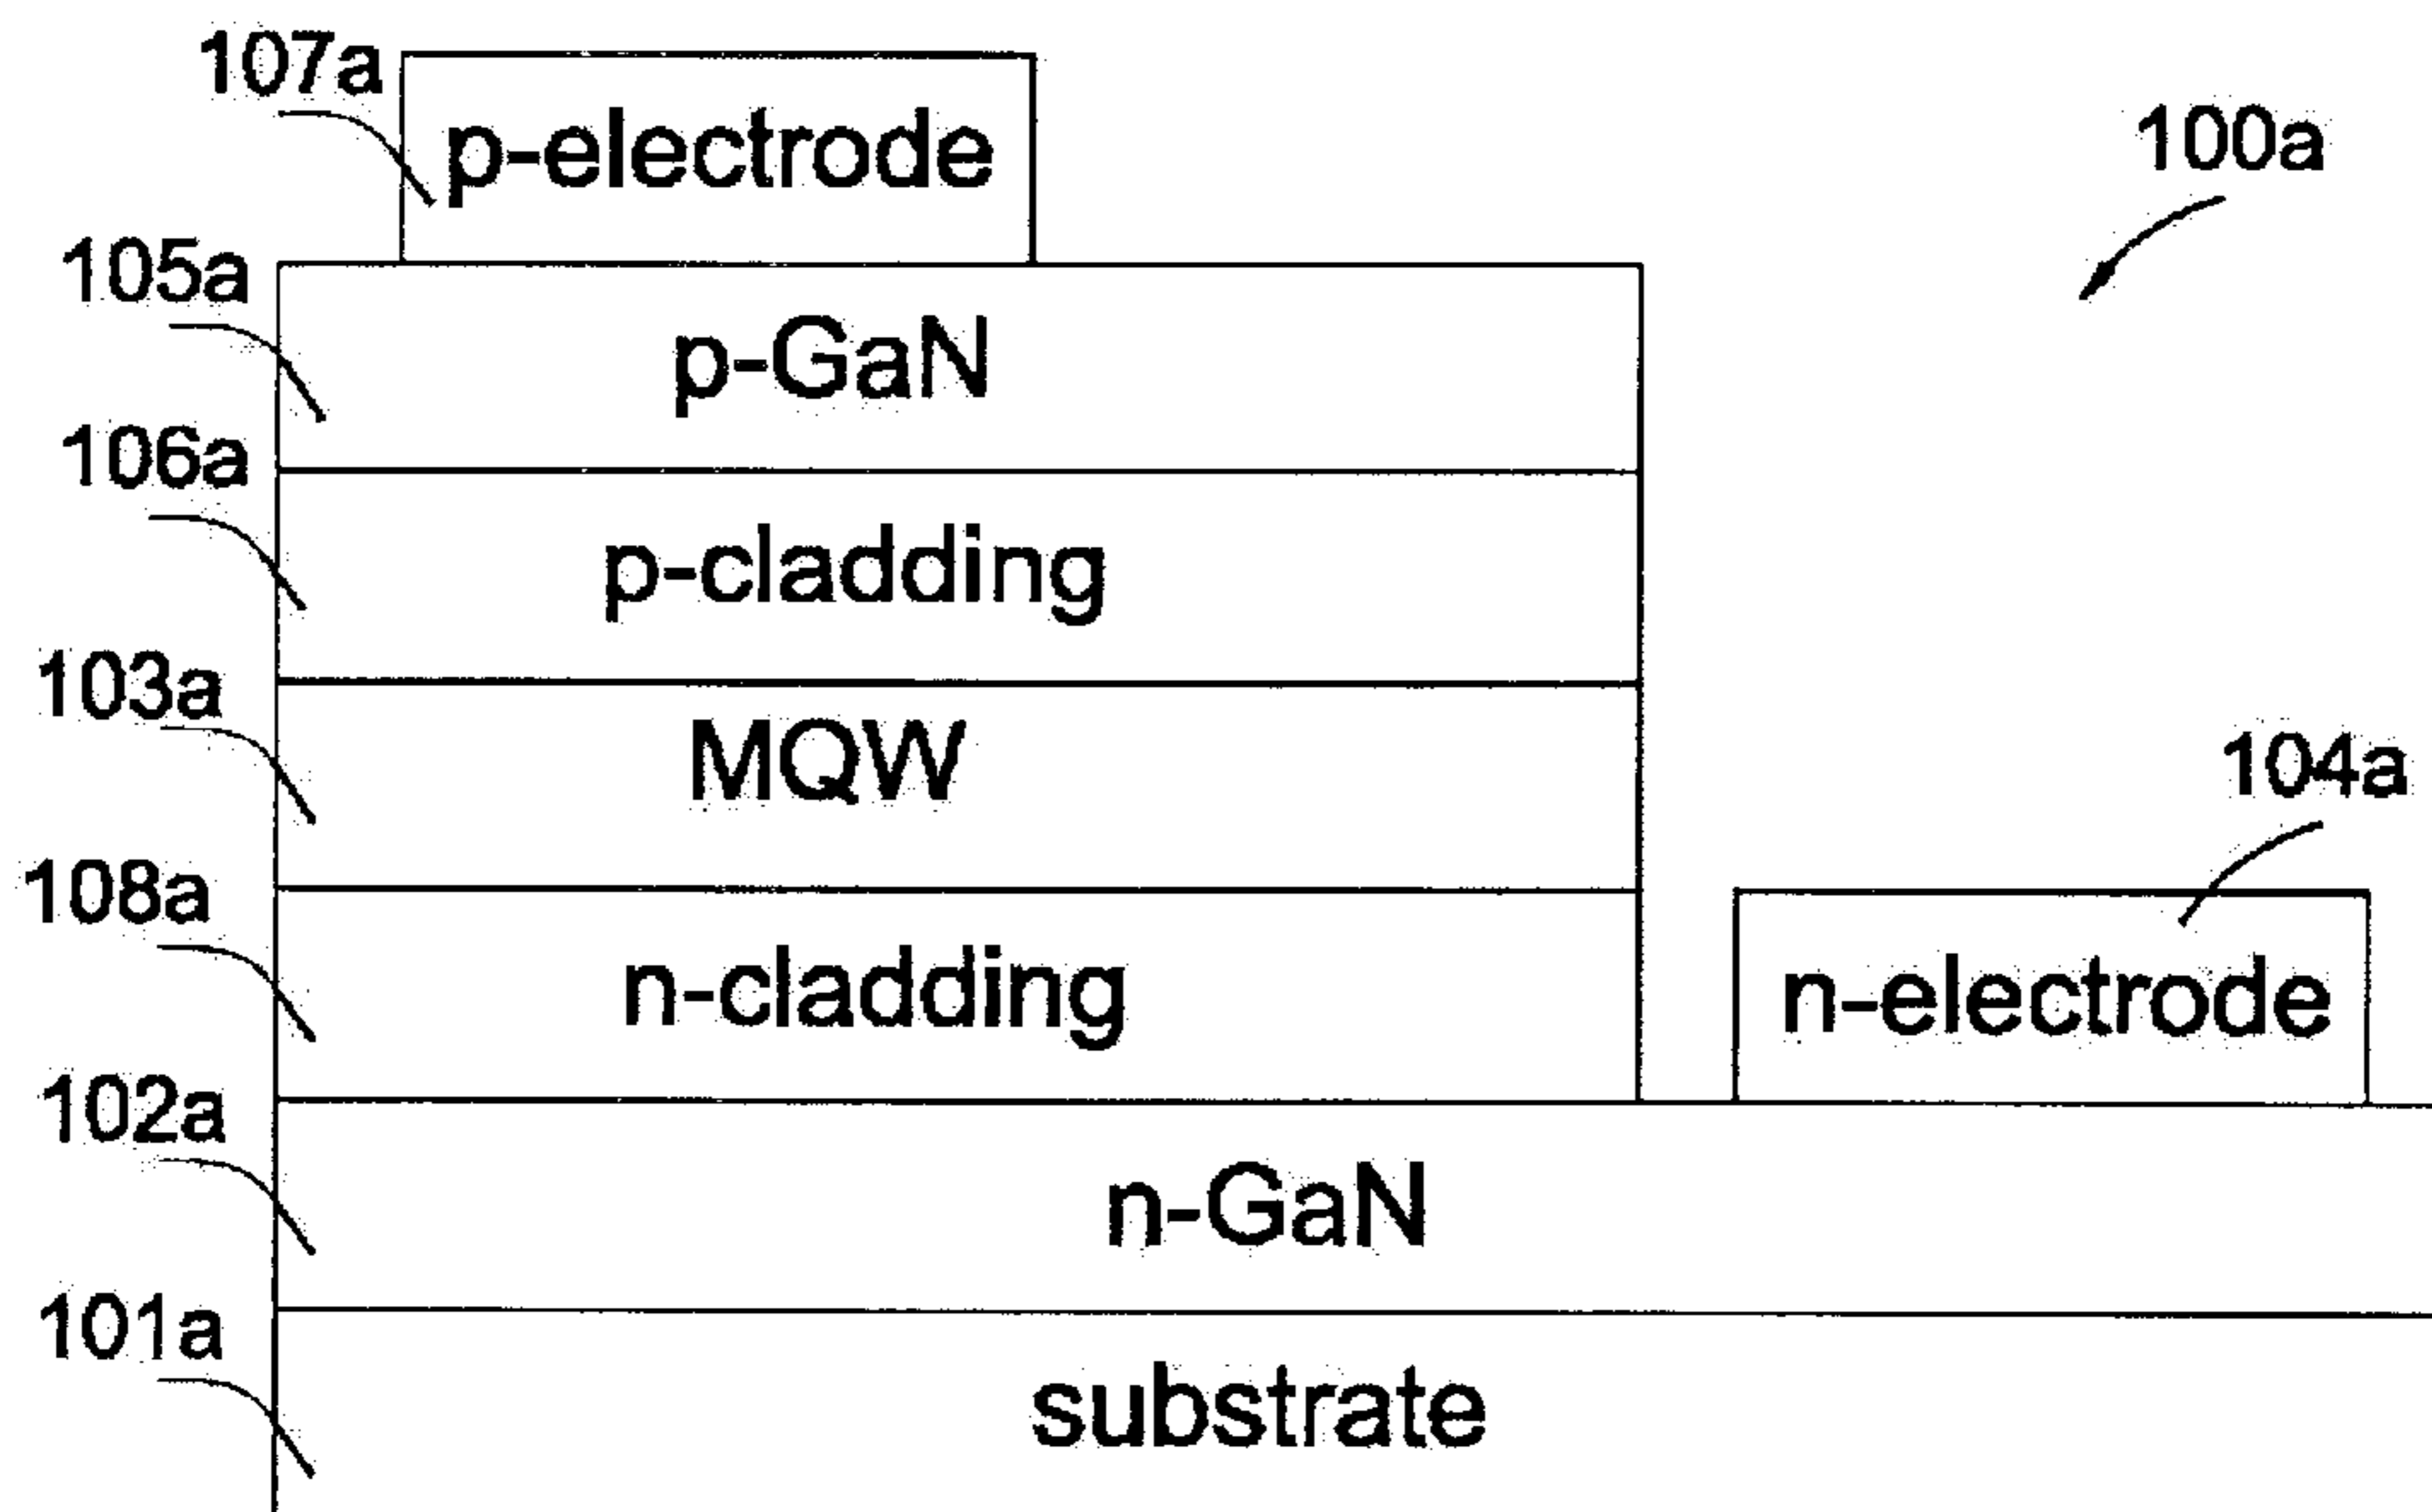 107a
p-electrode
100a
105a
p-GaN
106a
p-cladding
103a
MQW
104a
108a
n-cladding
n-electrode
102a
n-GaN
101a
substrate